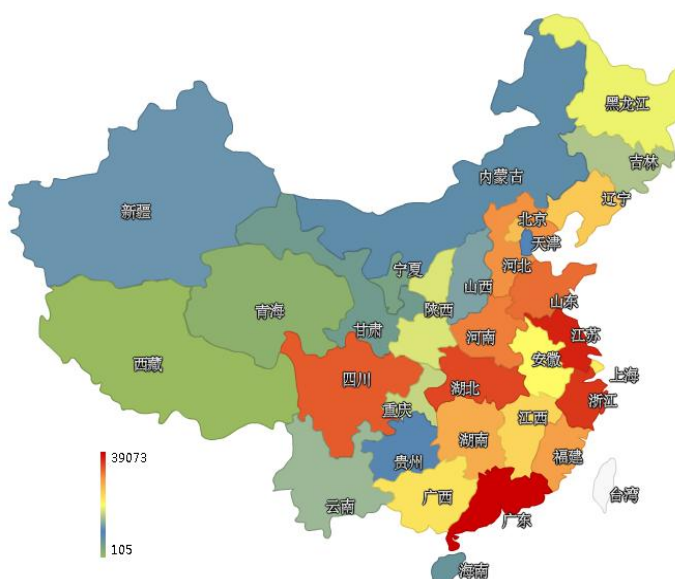 黑龙江
吉林
辽宁
内蒙古
新疆
北京
天津
河北
宁夏
山西
陕西
山东
青海
甘肃
河南
江苏
西藏
安徽
上海
四川
湖北
浙江
重庆
江西
湖南
福建
贵州
39073
广西
台湾
云南
广东
105
海南